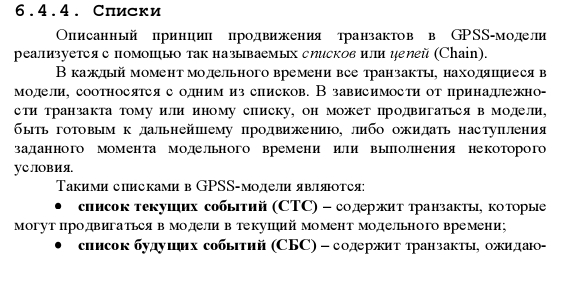 6.4.4. Списки
Описанный принцип продвижения транзактов в GPSS-модели
реализуется с помощью так называемых списков или цепей (Chain).
В каждый момент модельного времени все транзакты, находящиеся в
модели, соотносятся с одним из списков. В зависимости от принадлежно-
сти транзакта тому или иному списку, он может продвигаться в модели,
быть готовым к дальнейшему продвижению, либо ожидать наступления
заданного момента модельного времени или выполнения некоторого
условия.
Такими списками в GPSS-модели являются:
• список текущих событий (СТС) – содержит транзакты, которые
могут продвигаться в модели в текущий момент модельного времени;
• список будущих событий (СБС) – содержит транзакты, ожидаю-